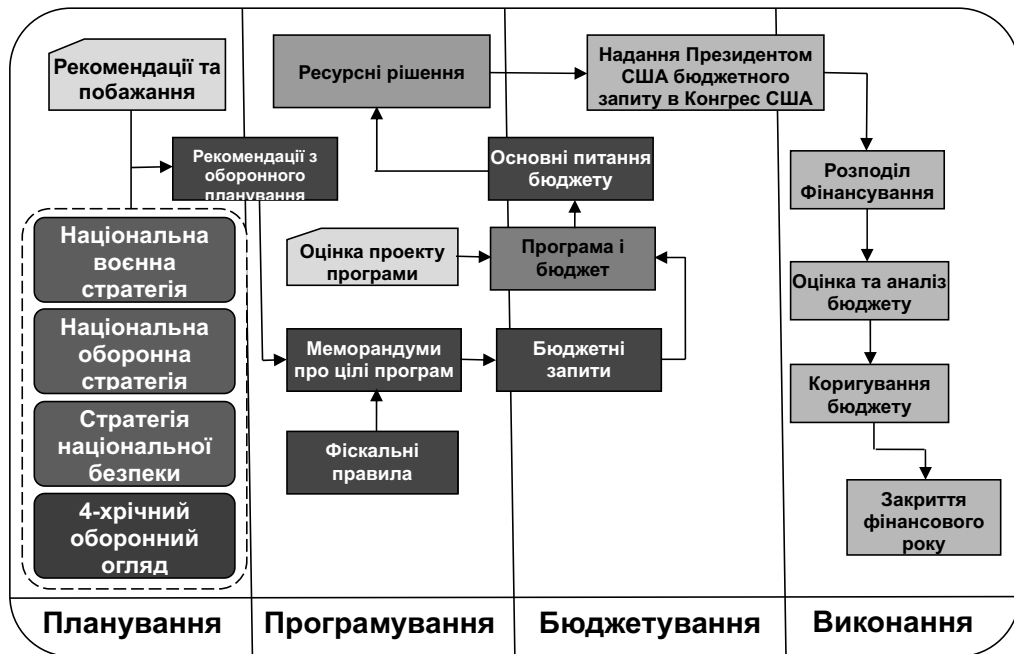 Рекомендації та
побажання
Ресурсні рішення
Надання Президентом
США бюджетного
запиту в Конгрес США
Рекомендації з
оборонного
планування
Основні питання
бюджету
Розподіл
Фінансування
Національна
воєнна
стратегія
Оцінка проекту
програми
Програма і
бюджет
Оцінка та аналіз
бюджету
Національна
оборонна
стратегія
Меморандуми
про цілі програм
Бюджетні
запити
Коригування
бюджету
Стратегія
національної
безпеки
Фіскальні
правила
4-хрічний
оборонний
огляд
Закриття
фінансового
року
Планування
Програмування
Бюджетування
Виконання